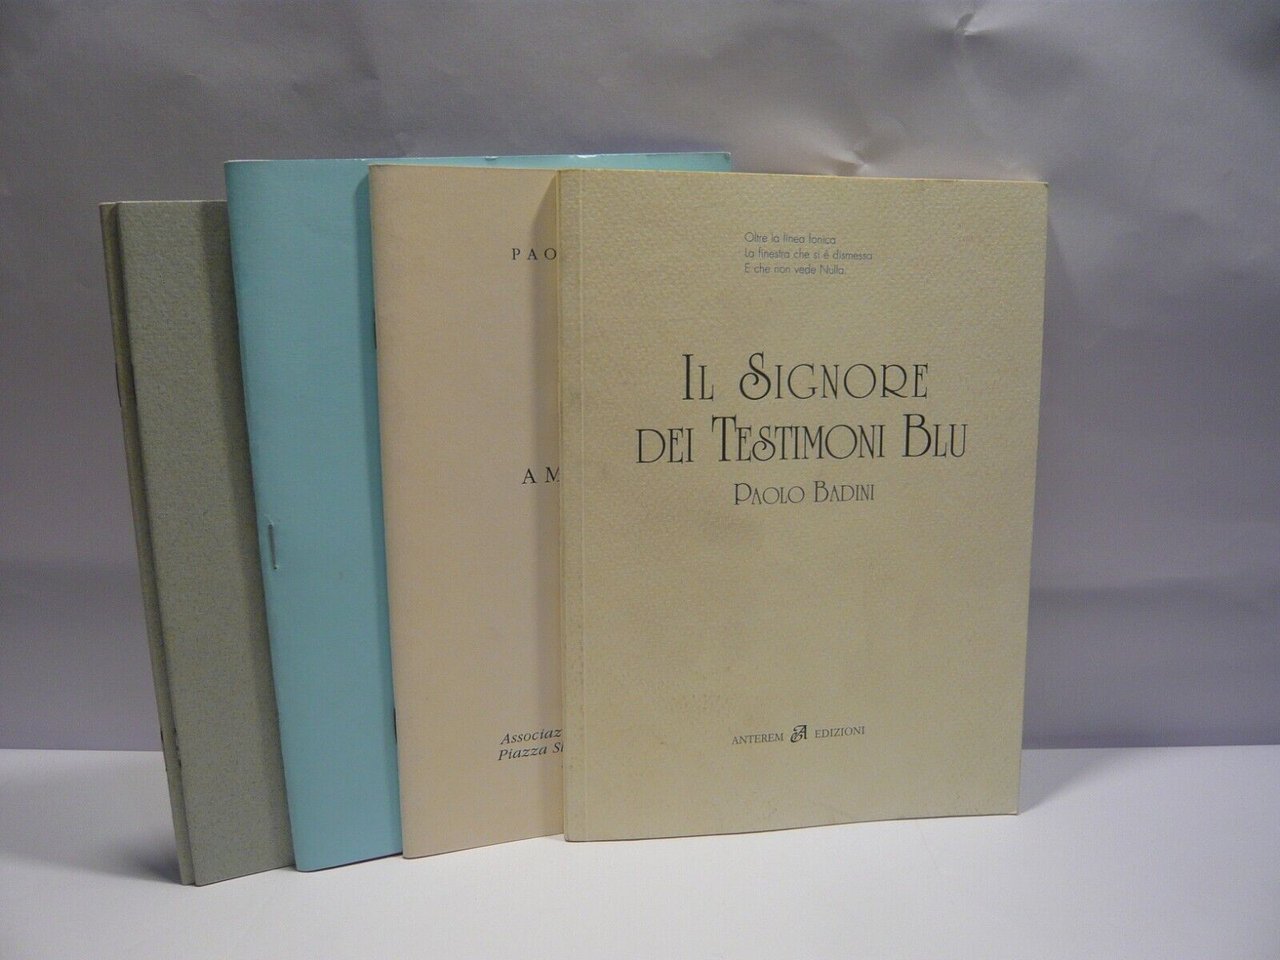 PAO
A M
Associaz
Piazza S
Oltre la linea tonica
La finestra che si é dismessa
E che non vede Nulla.
IL SIGNORE
DEI TESTIMONI BLU
PAOLO BADINI
ANTEREM EDIZIONI